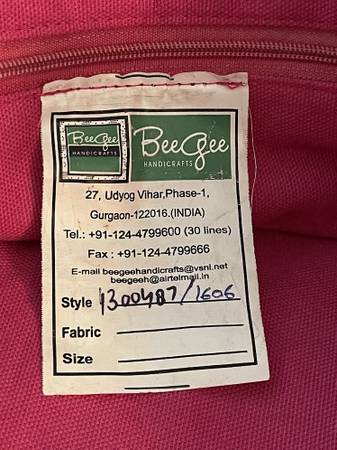 BeeGee
HANDICRAFTS
BeeGee
HANDICRAFTS
27, Udyog Vihar,Phase-1,
Gurgaon-122016.(INDIA)
Tel.: +91-124-4799600 (30 lines)
Fax : +91-124-4799666
E-mail beegeehandicrafts@vsnl.net
beegeeh@airtelmail.in
Style 1300487/1606
Fabric
Size